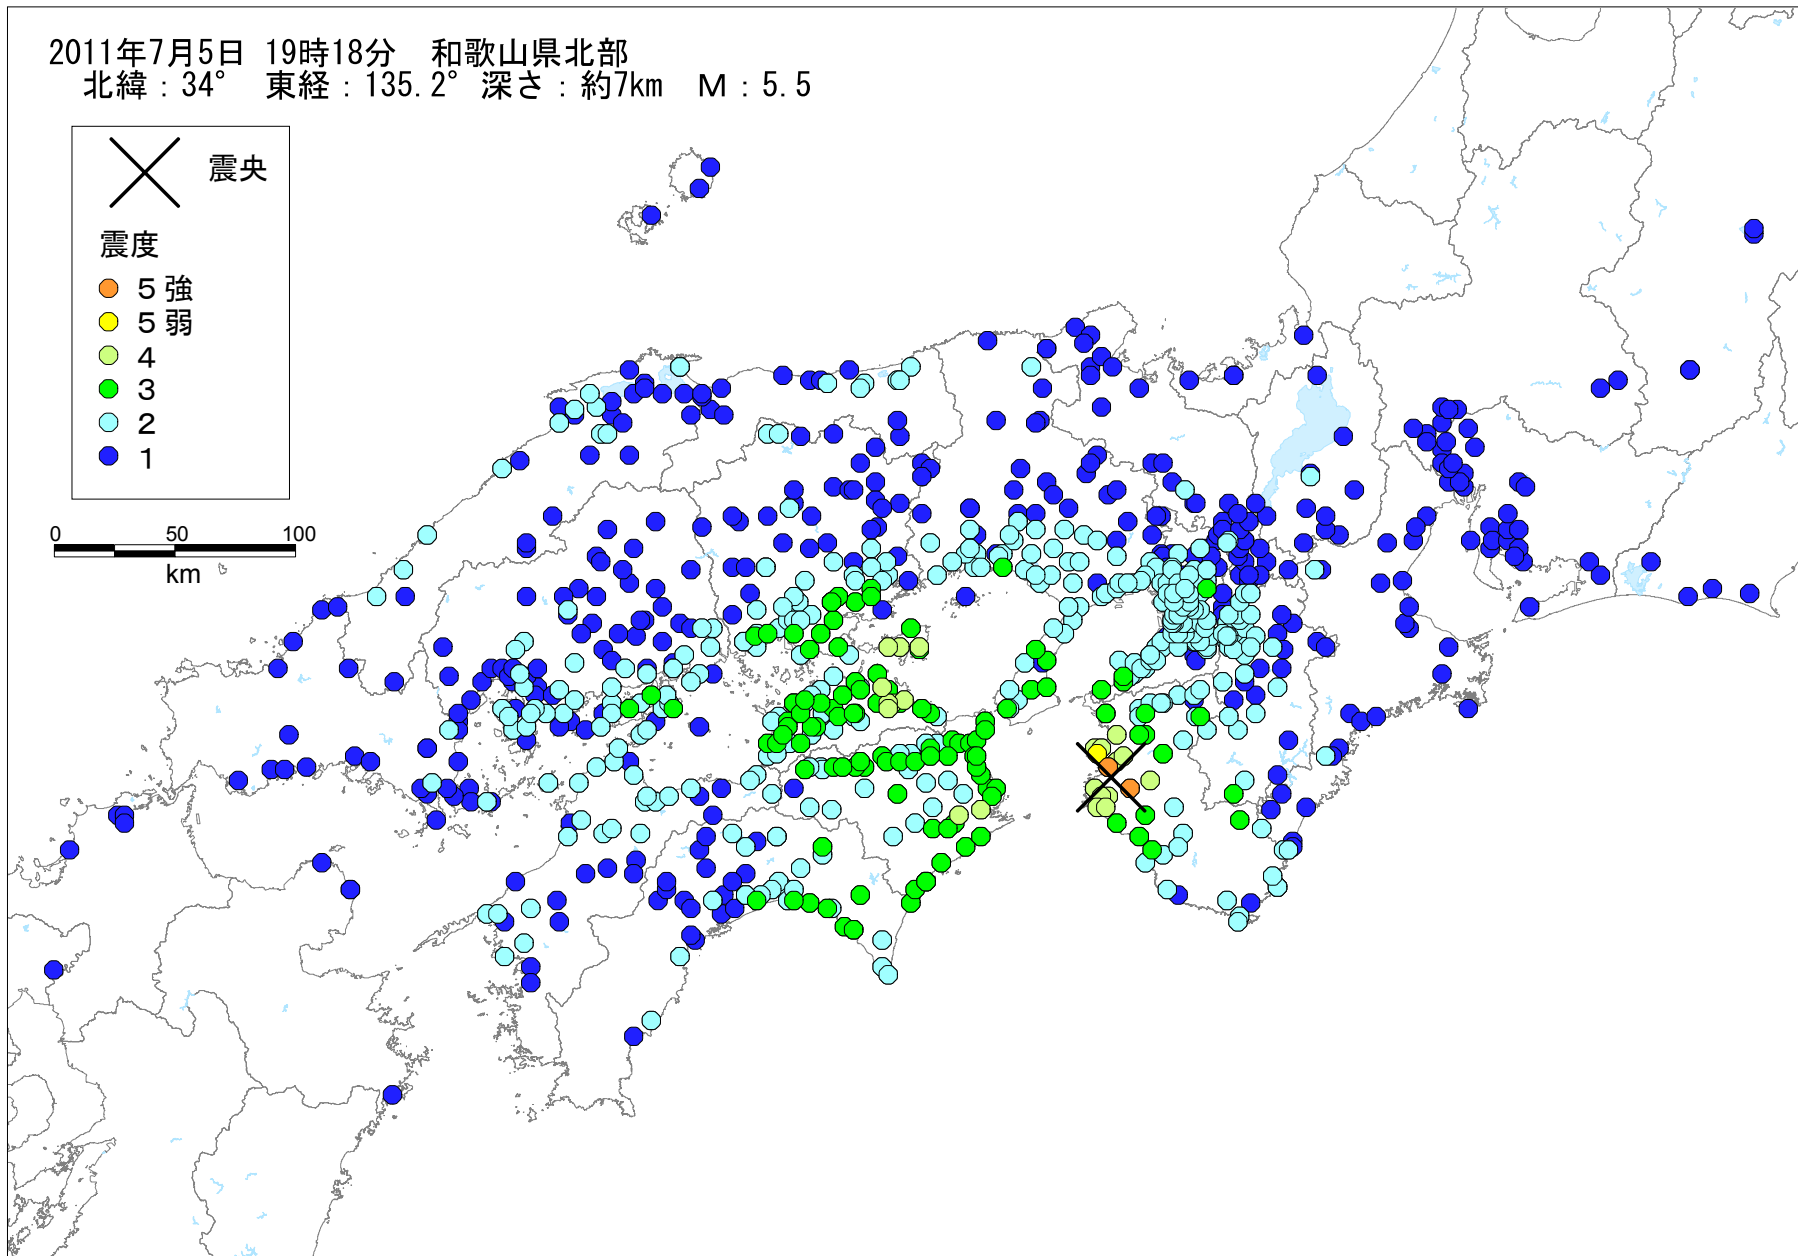 2011年7月5日 19時18分　和歌山県北部
北緯：34°　東経：135.2° 深さ：約7km　Ｍ：5.5
震央
震度
５強
５弱
４
３
２
１
0 50 100
km